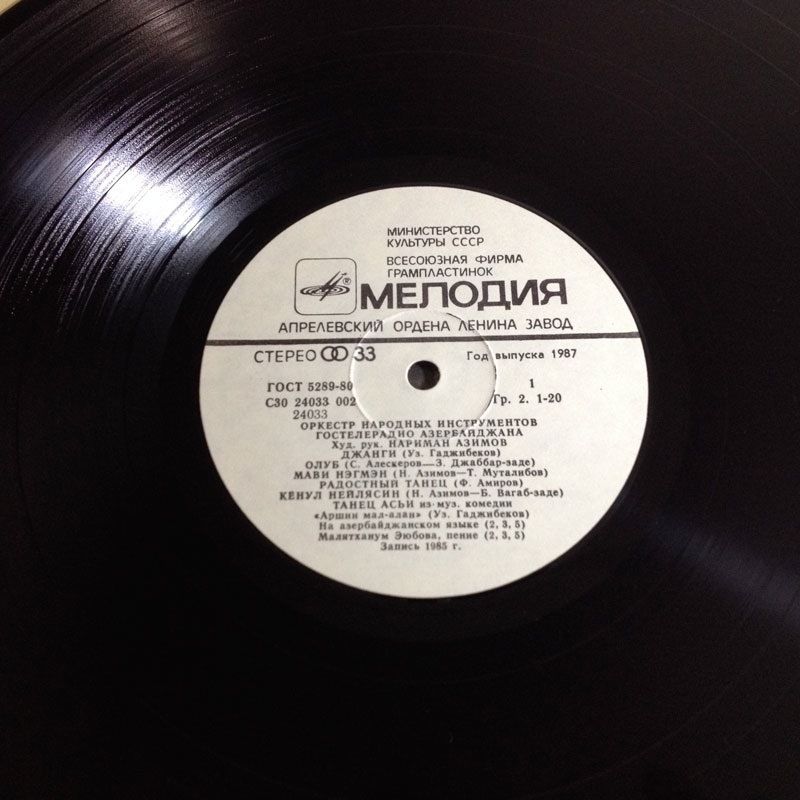 МИНИСТЕРСТВО
КУЛЬТУРЫ СССР
ВСЕСОЮЗНАЯ ФИРМА
ГРАМПЛАСТИНОК
®
МЕЛОДИЯ
АПРЕЛЕВСКИЙ ОРДЕНА ЛЕНИНА ЗАВОД
СТЕРЕО 33 Год выпуска 1987
ГОСТ 5289-80 1
С30 24033 002 Гр. 2. 1-20
24033
ОРКЕСТР НАРОДНЫХ ИНСТРУМЕНТОВ
ГОСТЕЛЕРАДИО АЗЕРБАЙДЖАНА
Худ. рук. НАРИМАН АЗИМОВ
ДЖАНГИ (Уз. Гаджибеков)
ОЛУБ (С. Алескеров—З. Джаббар-заде)
МАВИ НЭГМЭН (Н. Азимов—Т. Муталибов)
РАДОСТНЫЙ ТАНЕЦ (Ф. Амиров)
КЕНУЛ НЕЙЛЯСИН (Н. Азимов—Б. Вагаб-заде)
ТАНЕЦ АСЬИ из муз. комедии
«Аршин мал-алан» (Уз. Гаджибеков)
На азербайджанском языке (2, 3, 5)
Малятханум Эюбова, пение (2, 3, 5)
Запись 1985 г.